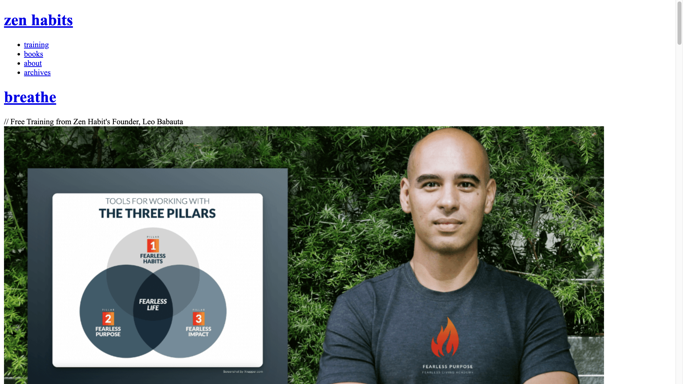 zen habits
training
books
about
archives
breathe
// Free Training from Zen Habit's Founder, Leo Babauta
TOOLS FOR WORKING WITH
THE THREE PILLARS
1
FEARLESS
HABITS
FEARLESS
LIFE
2
FEARLESS
PURPOSE
3
FEARLESS
IMPACT
FEARLESS PURPOSE